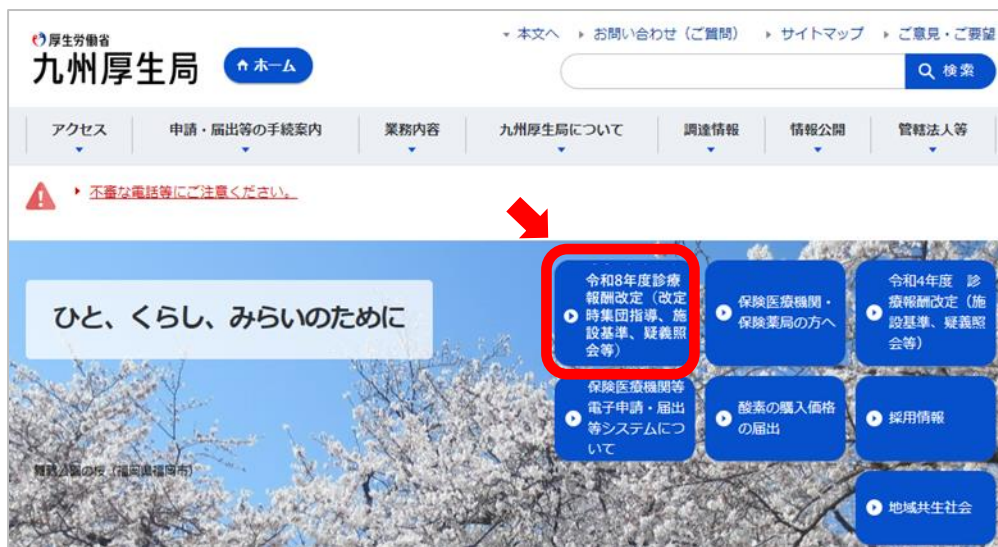 厚生労働省
九州厚生局
ホーム
本文へ お問い合わせ（ご質問） サイトマップ ご意見・ご要望
検索
アクセス 申請・届出等の手続案内 業務内容 九州厚生局について 調達情報 情報公開 管轄法人等
不審な電話等にご注意ください。
ひと、くらし、みらいのために
令和8年度診療
報酬改定（改定
時集団指導、施
設基準、疑義照
会等）
保険医療機関・
保険薬局の方へ
令和4年度 診
療報酬改定（施
設基準、疑義照
会等）
保険医療機関等
電子申請・届出
等システムにつ
いて
酸素の購入価格
の届出
採用情報
地域共生社会